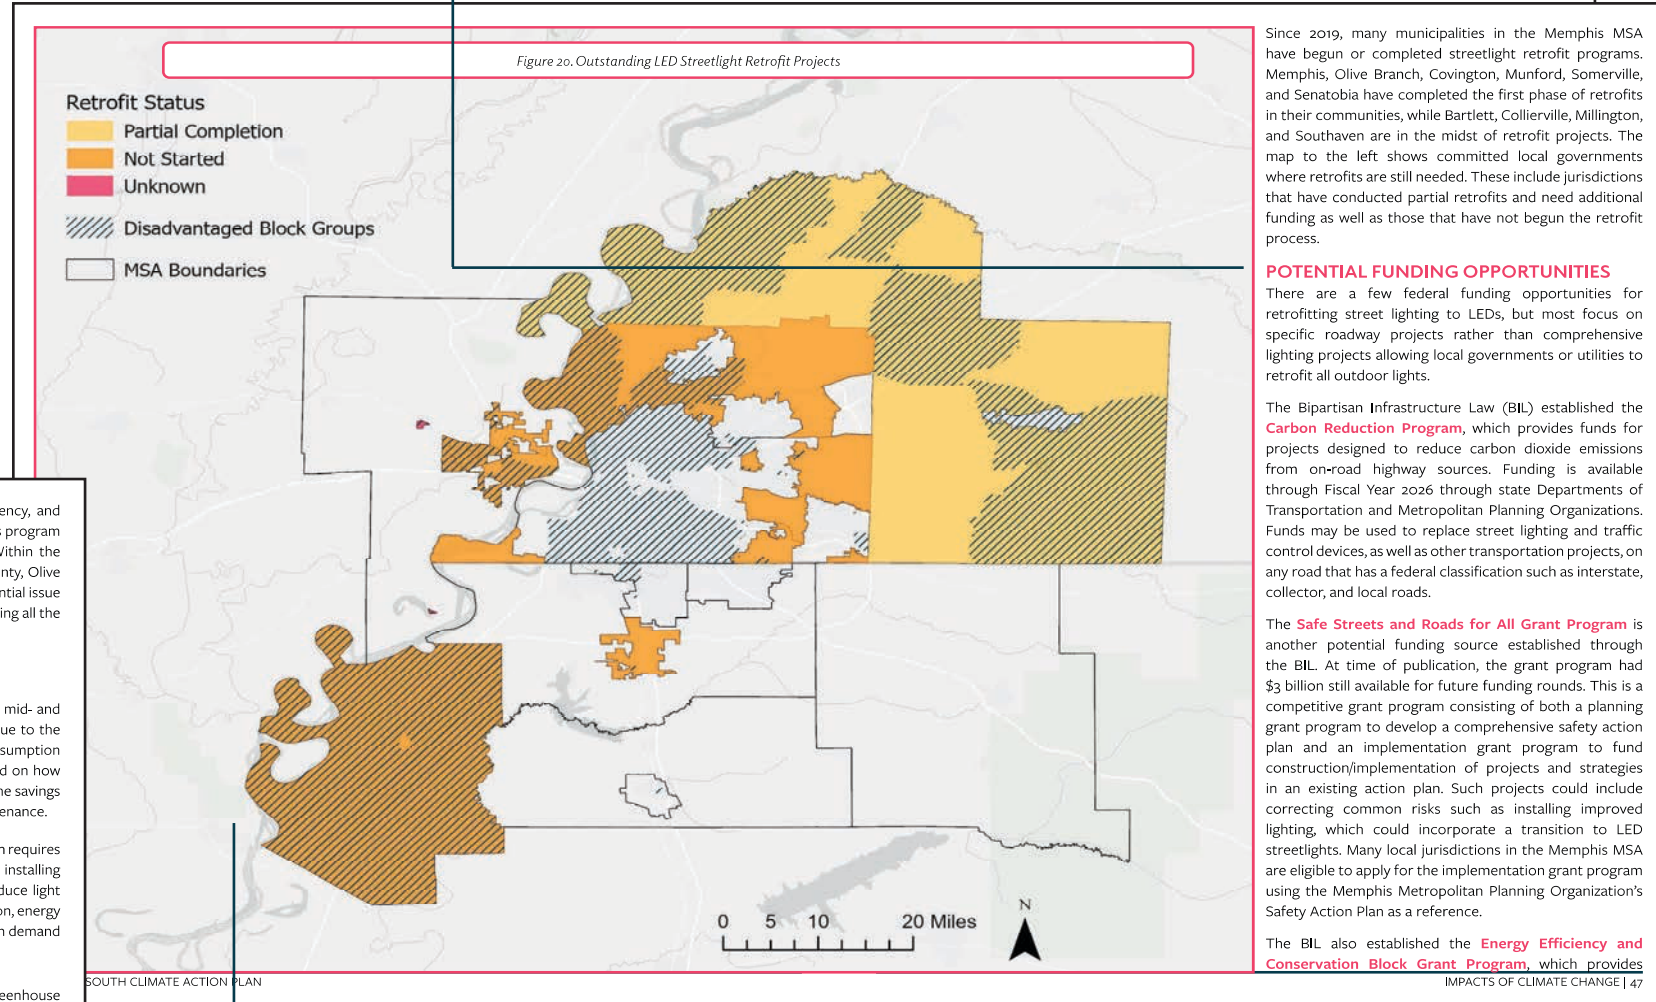 Figure 20. Outstanding LED Streetlight Retrofit Projects
Retrofit Status
Partial Completion
Not Started
Unknown
Disadvantaged Block Groups
MSA Boundaries
0 5 10 20 Miles
N
ency, and
s program
Within the
nty, Olive
ntial issue
ing all the
mid- and
ue to the
sumption
d on how
he savings
tenance.
n requires
installing
duce light
on, energy
n demand
eenhouse
Since 2019, many municipalities in the Memphis MSA
have begun or completed streetlight retrofit programs.
Memphis, Olive Branch, Covington, Munford, Somerville,
and Senatobia have completed the first phase of retrofits
in their communities, while Bartlett, Collierville, Millington,
and Southaven are in the midst of retrofit projects. The
map to the left shows committed local governments
where retrofits are still needed. These include jurisdictions
that have conducted partial retrofits and need additional
funding as well as those that have not begun the retrofit
process.
POTENTIAL FUNDING OPPORTUNITIES
There are a few federal funding opportunities for
retrofitting street lighting to LEDs, but most focus on
specific roadway projects rather than comprehensive
lighting projects allowing local governments or utilities to
retrofit all outdoor lights.
The Bipartisan Infrastructure Law (BIL) established the
Carbon Reduction Program, which provides funds for
projects designed to reduce carbon dioxide emissions
from on-road highway sources. Funding is available
through Fiscal Year 2026 through state Departments of
Transportation and Metropolitan Planning Organizations.
Funds may be used to replace street lighting and traffic
control devices, as well as other transportation projects, on
any road that has a federal classification such as interstate,
collector, and local roads.
The Safe Streets and Roads for All Grant Program is
another potential funding source established through
the BIL. At time of publication, the grant program had
$3 billion still available for future funding rounds. This is a
competitive grant program consisting of both a planning
grant program to develop a comprehensive safety action
plan and an implementation grant program to fund
construction/implementation of projects and strategies
in an existing action plan. Such projects could include
correcting common risks such as installing improved
lighting, which could incorporate a transition to LED
streetlights. Many local jurisdictions in the Memphis MSA
are eligible to apply for the implementation grant program
using the Memphis Metropolitan Planning Organization's
Safety Action Plan as a reference.
The BIL also established the Energy Efficiency and
Conservation Block Grant Program, which provides
SOUTH CLIMATE ACTION PLAN
IMPACTS OF CLIMATE CHANGE | 47